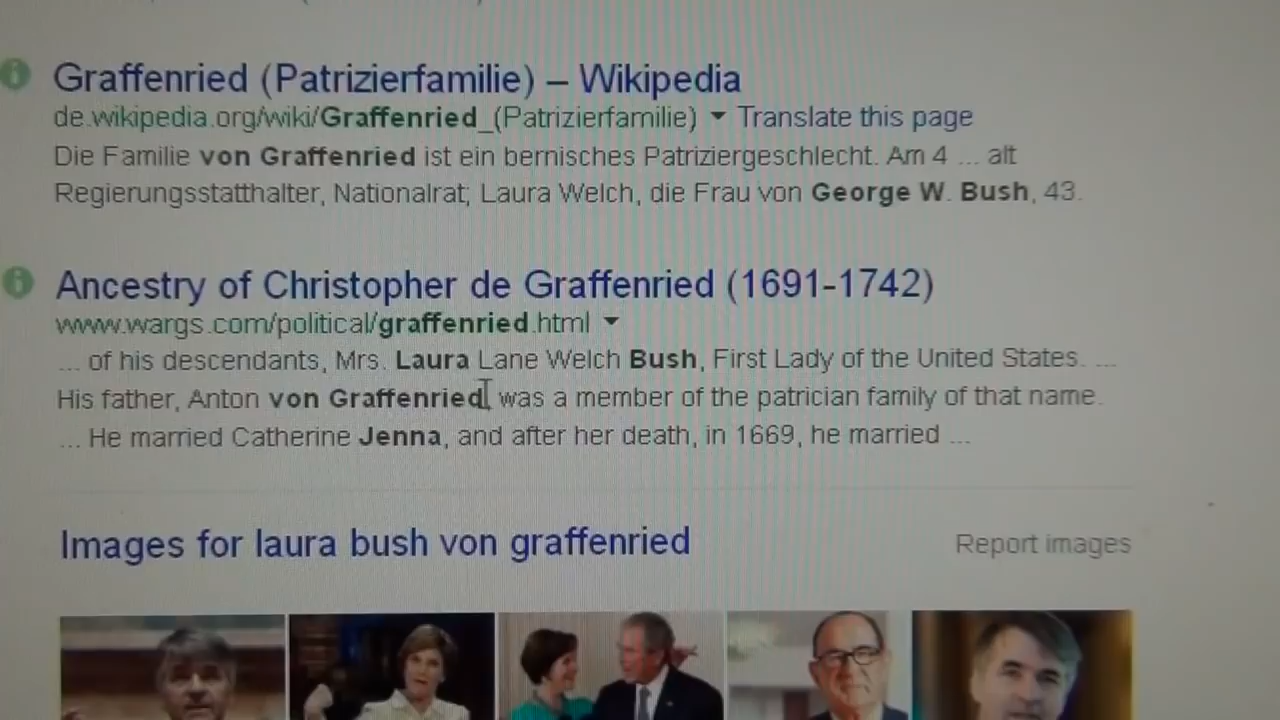 Graffenried (Patrizierfamilie) – Wikipedia
de.wikipedia.org/wiki/Graffenried_(Patrizierfamilie) ▼ Translate this page
Die Familie von Graffenried ist ein bernisches Patriziergeschlecht. Am 4 ... alt
Regierungsstatthalter, Nationalrat; Laura Welch, die Frau von George W. Bush, 43.
Ancestry of Christopher de Graffenried (1691-1742)
www.wargs.com/political/graffenried.html ▼
... of his descendants, Mrs. Laura Lane Welch Bush, First Lady of the United States. ...
His father, Anton von Graffenried, was a member of the patrician family of that name.
... He married Catherine Jenna, and after her death, in 1669, he married ...
Images for laura bush von graffenried
Report images